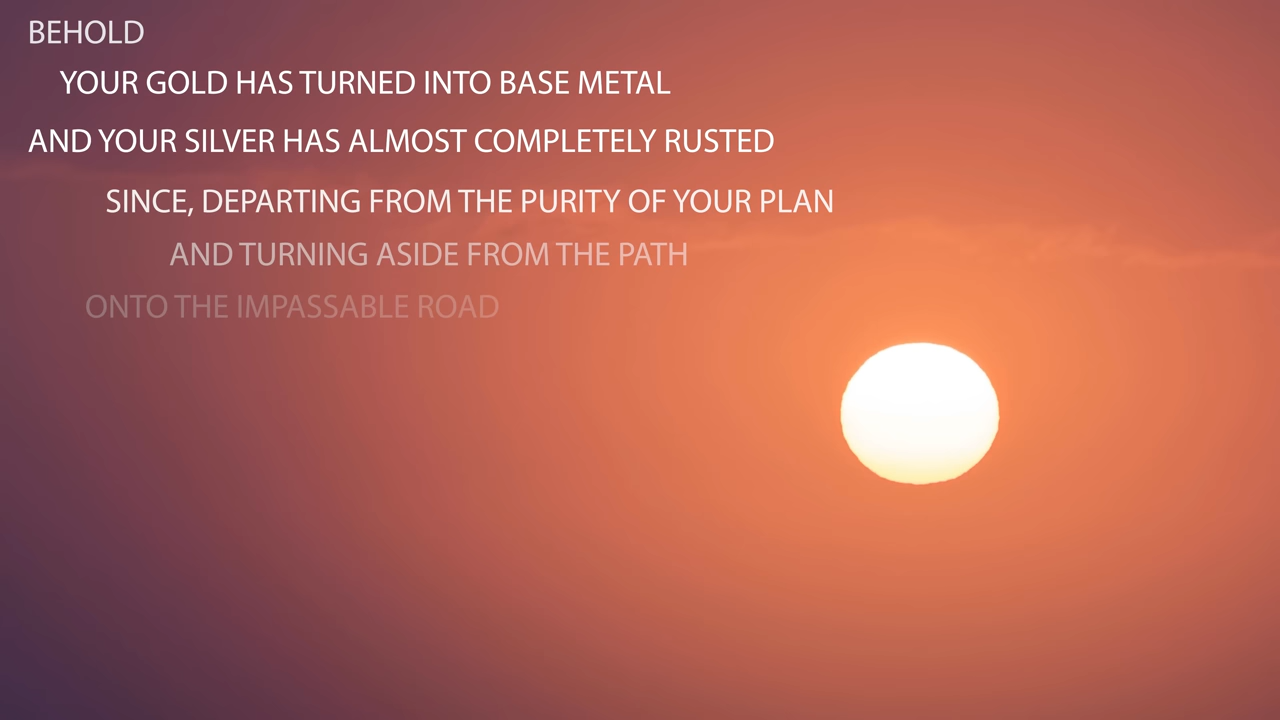 BEHOLD
YOUR GOLD HAS TURNED INTO BASE METAL
AND YOUR SILVER HAS ALMOST COMPLETELY RUSTED
SINCE, DEPARTING FROM THE PURITY OF YOUR PLAN
AND TURNING ASIDE FROM THE PATH
ONTO THE IMPASSABLE ROAD